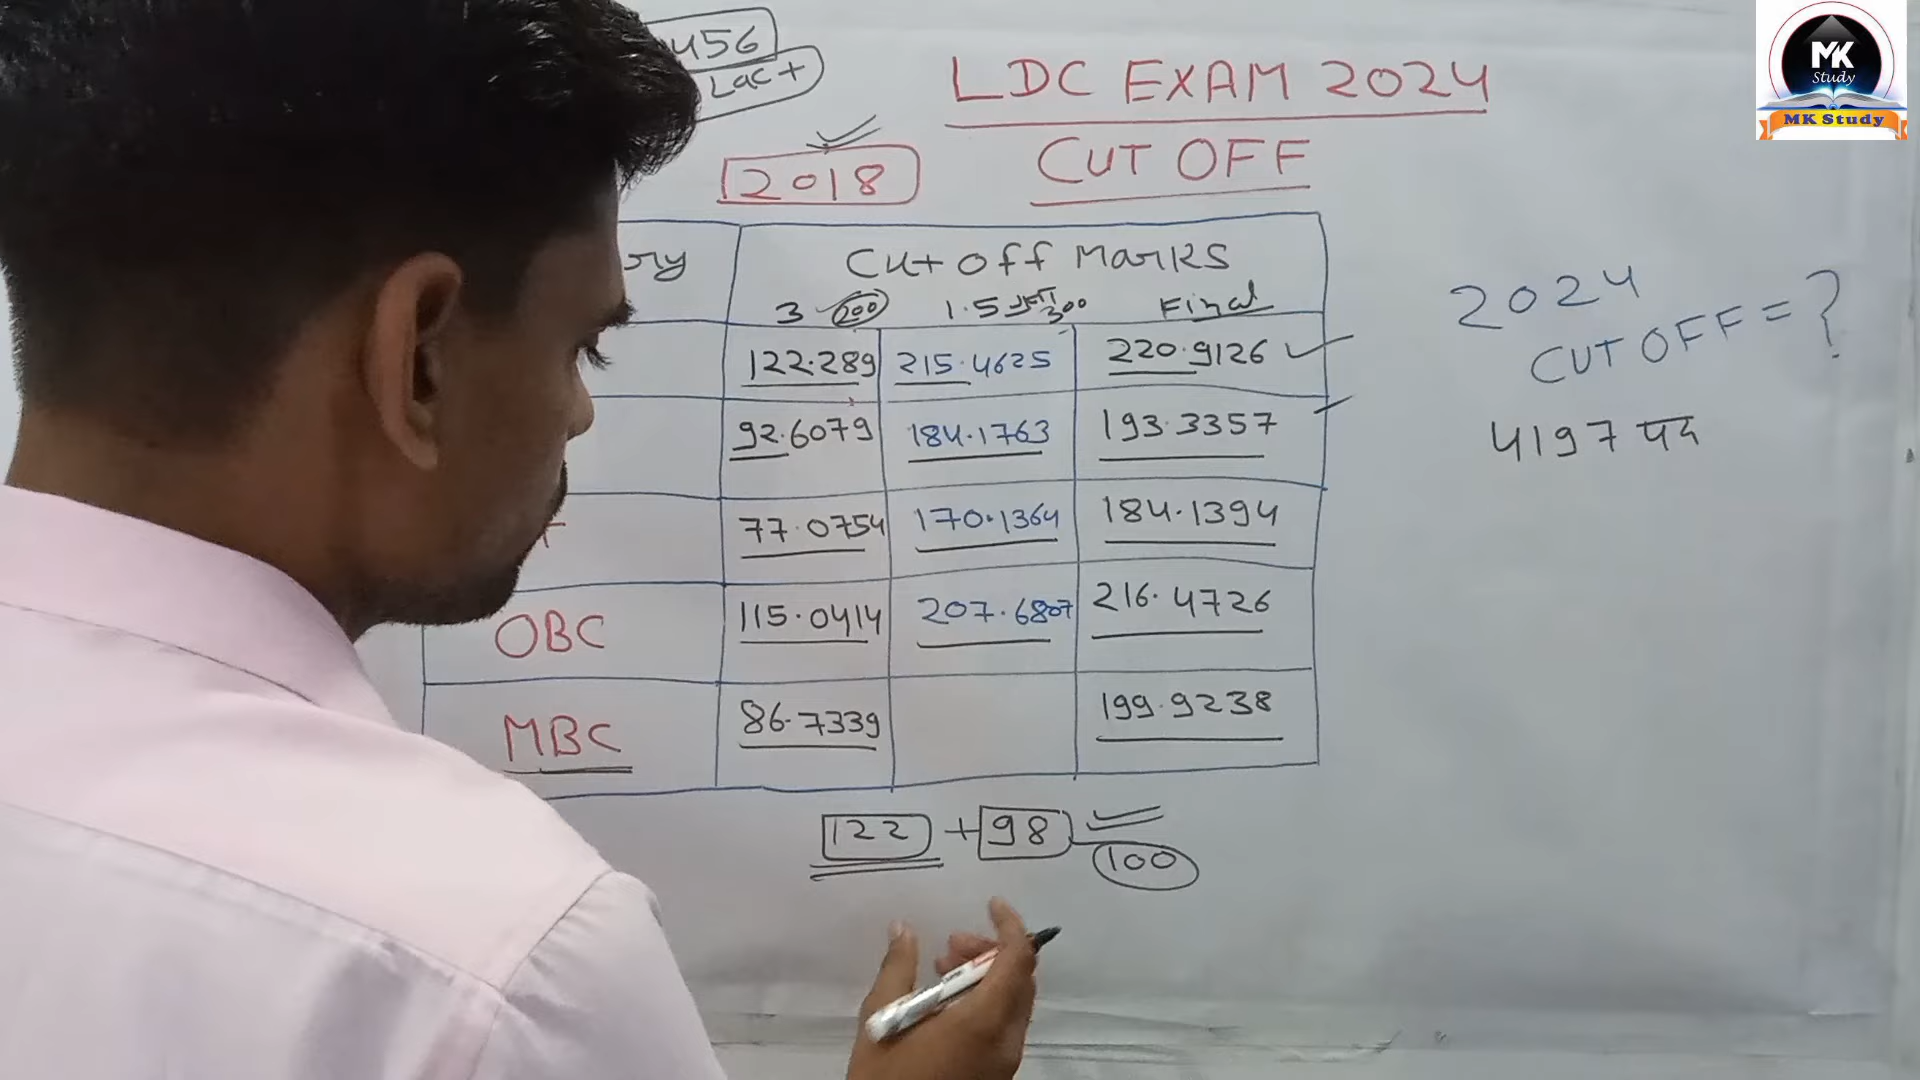 456
Lac+
LDC EXAM 2024
CUT OFF
2018
MK
Study
MK Study
ry
Cut off Marks
3 200
1.5 300
Final
122.289 215.4625 220.9126
92.6079 184.1763 193.3357
77.0754 170.1364 184.1394
OBC 115.0414 207.6807 216.4726
MBC 86.7339 199.9238
2024
CUT OFF = ?
4197 पद
122 + 98
100